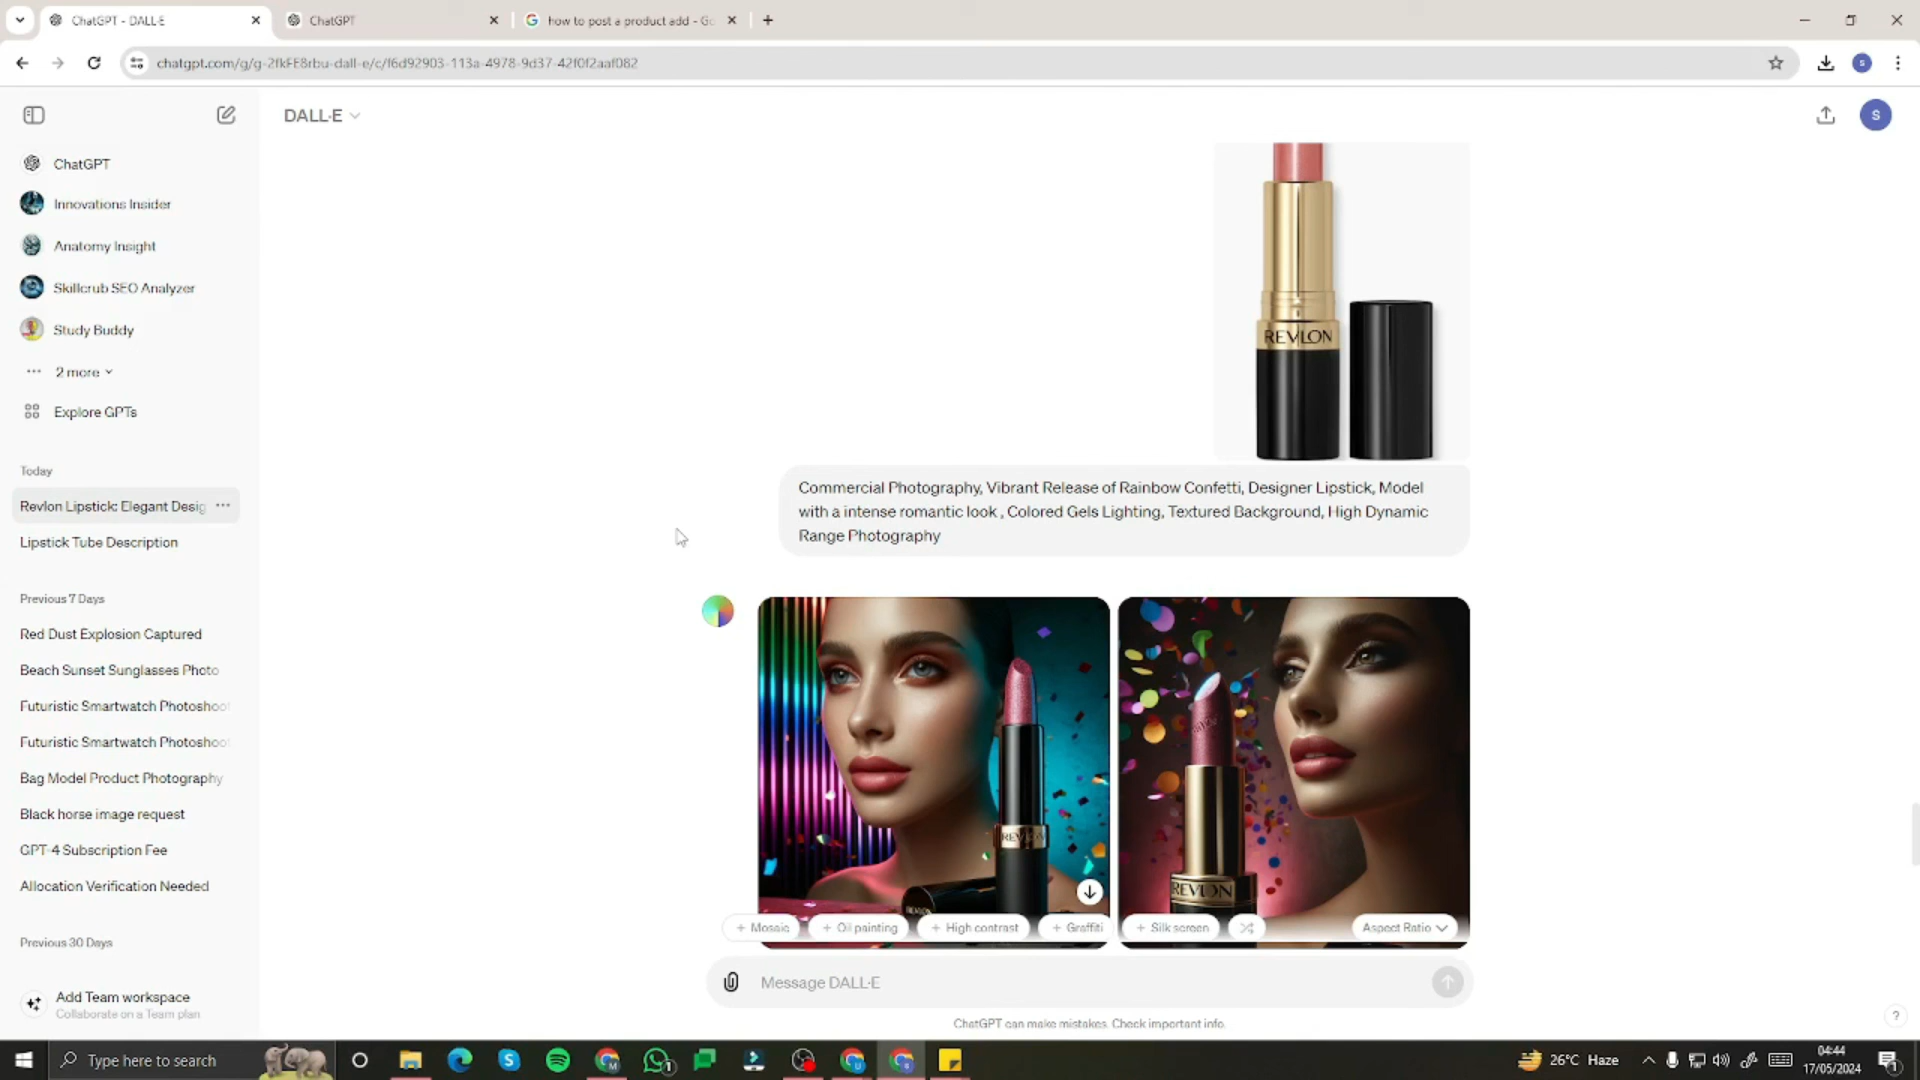 ChatGPT - DALL·E
ChatGPT
how to post a product add - Go
chatgpt.com/g/g-2fkFE8rbu-dall-e/c/f6d92903-113a-4978-9d37-42f0f2aaf082
S
DALL·E
S
ChatGPT
Innovations Insider
Anatomy Insight
Skillcrub SEO Analyzer
Study Buddy
2 more
Explore GPTs
Today
Revlon Lipstick: Elegant Desig
Lipstick Tube Description
Previous 7 Days
Red Dust Explosion Captured
Beach Sunset Sunglasses Photo
Futuristic Smartwatch Photoshoot
Futuristic Smartwatch Photoshoot
Bag Model Product Photography
Black horse image request
GPT-4 Subscription Fee
Allocation Verification Needed
Previous 30 Days
Add Team workspace
Collaborate on a Team plan
REVLON
Commercial Photography, Vibrant Release of Rainbow Confetti, Designer Lipstick, Model
with a intense romantic look , Colored Gels Lighting, Textured Background, High Dynamic
Range Photography
REVLON
REVLON
REVLON
+ Mosaic
+ Oil painting
+ High contrast
+ Graffiti
+ Silk screen
Aspect Ratio
Message DALL·E
ChatGPT can make mistakes. Check important info.
?
Type here to search
26°C Haze
04:44
17/05/2024